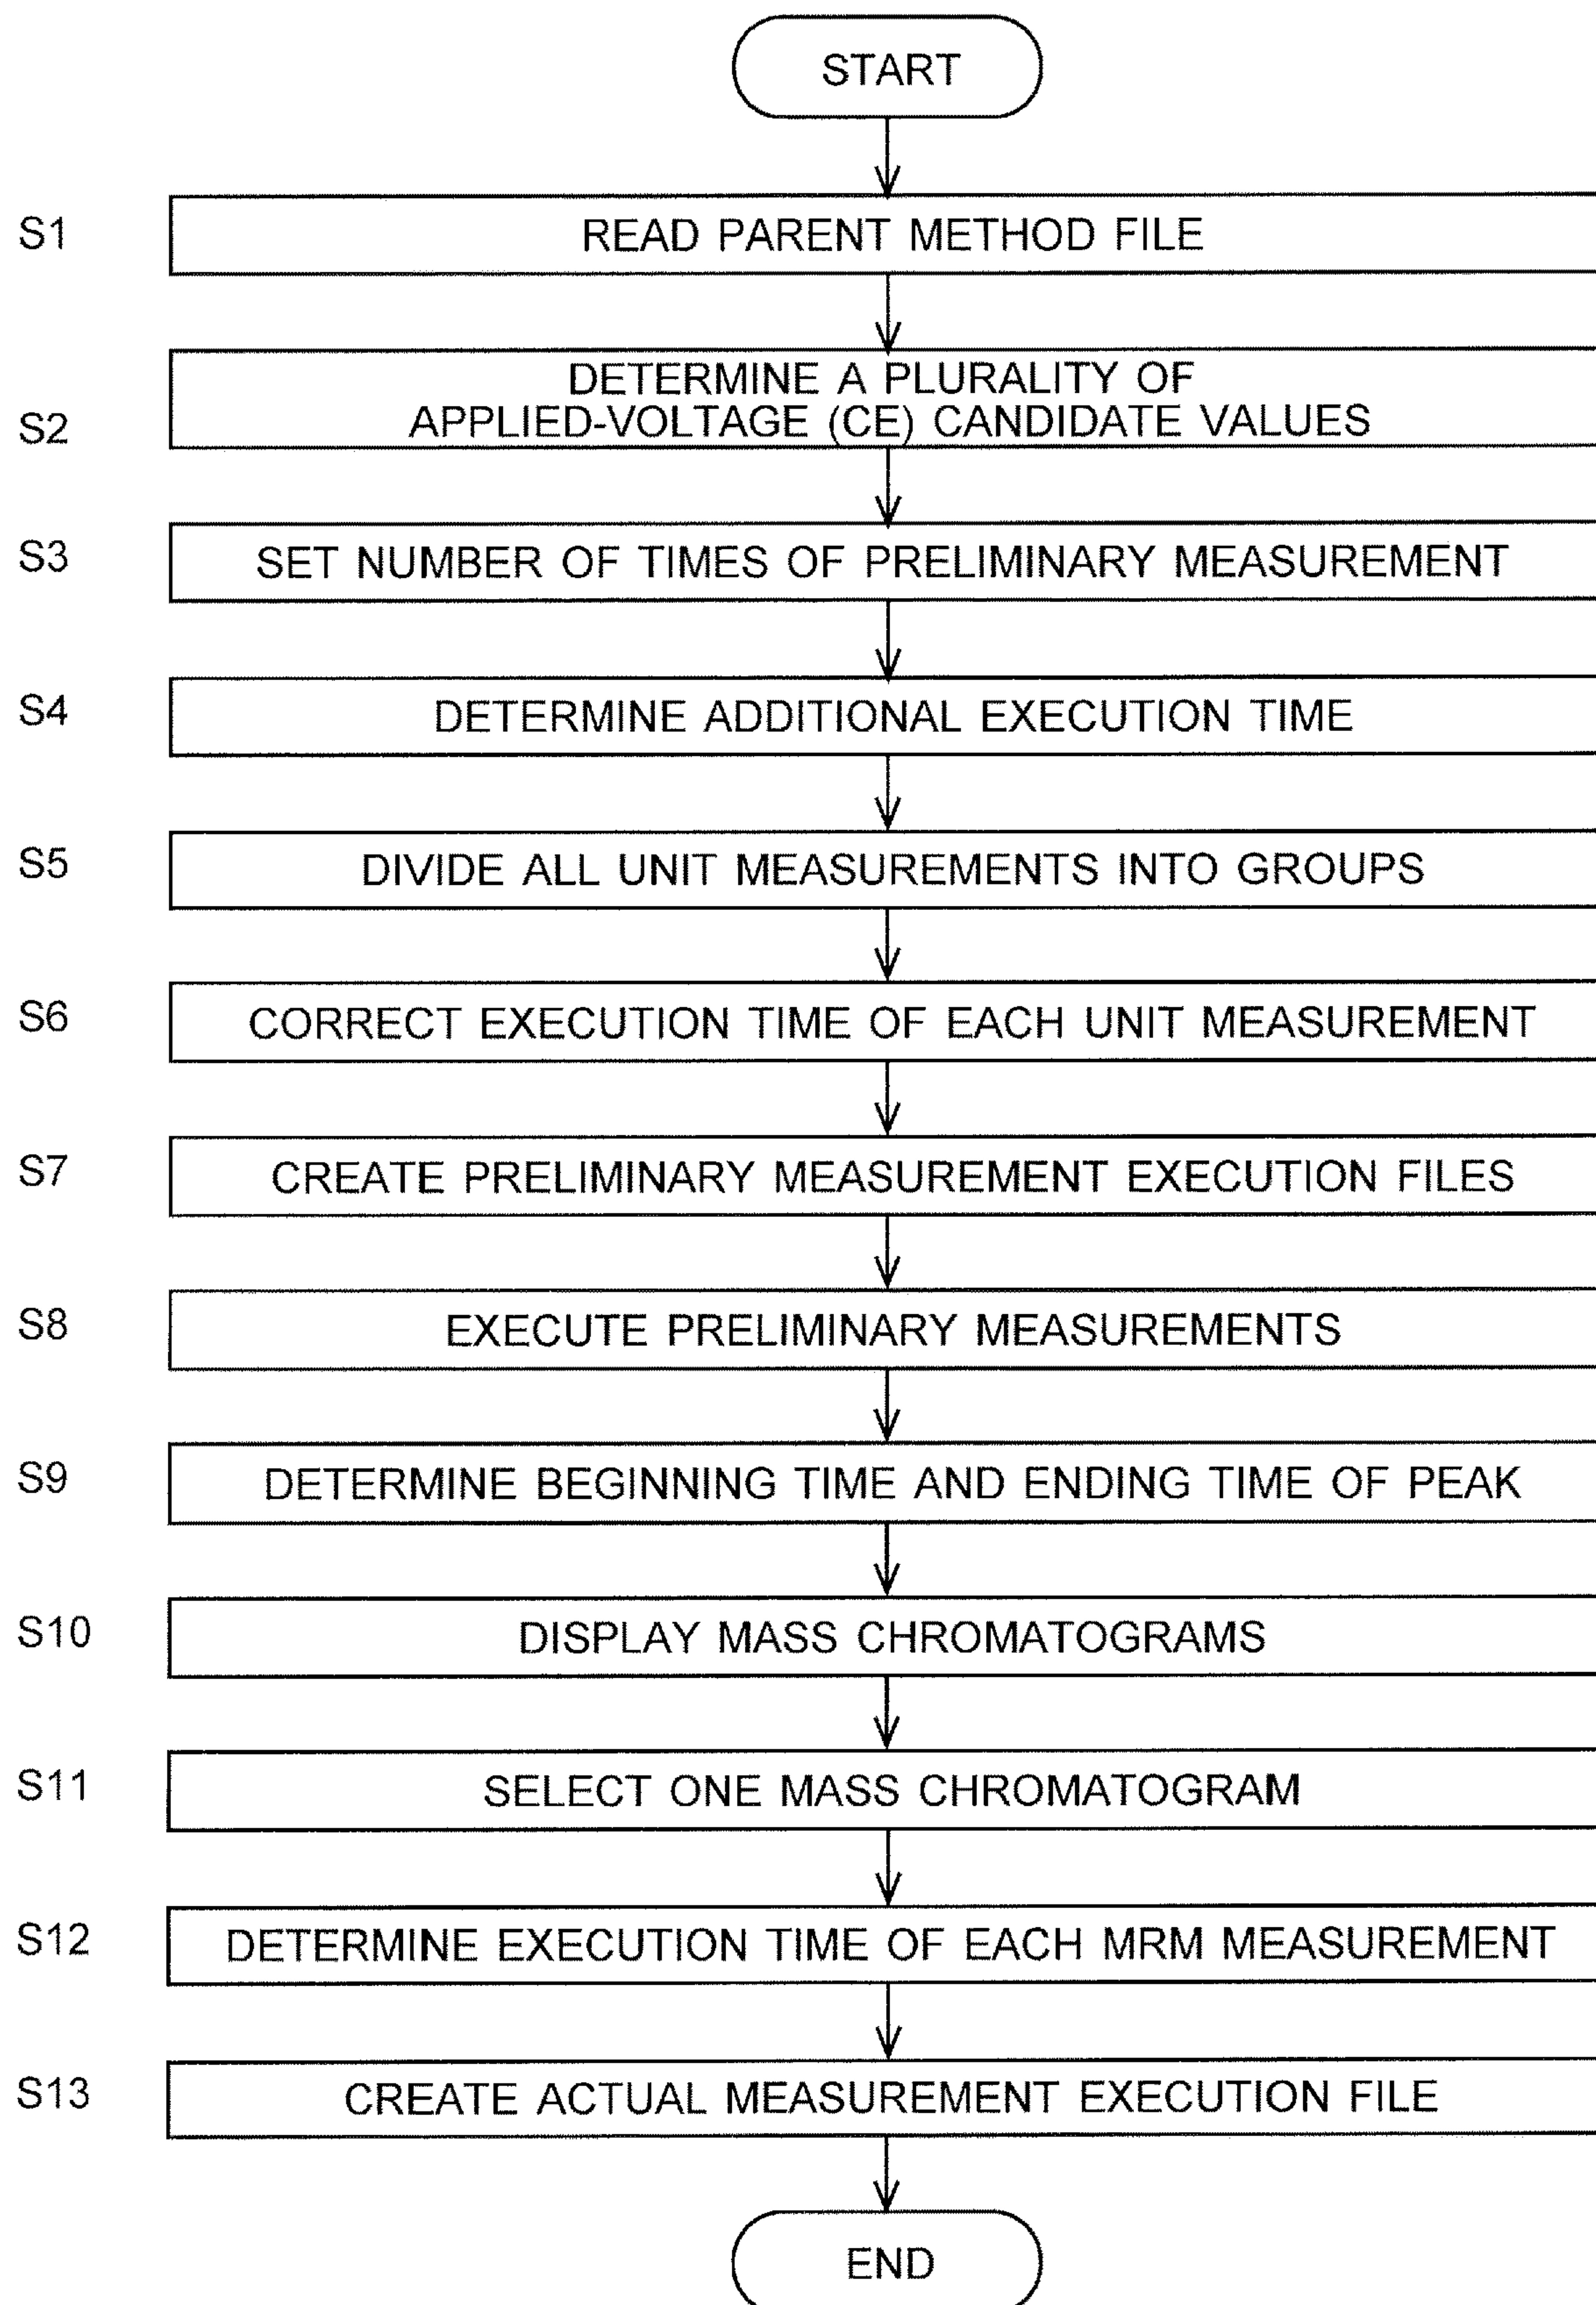 START
S1
READ PARENT METHOD FILE
S2
DETERMINE A PLURALITY OF
APPLIED-VOLTAGE (CE) CANDIDATE VALUES
S3
SET NUMBER OF TIMES OF PRELIMINARY MEASUREMENT
S4
DETERMINE ADDITIONAL EXECUTION TIME
S5
DIVIDE ALL UNIT MEASUREMENTS INTO GROUPS
S6
CORRECT EXECUTION TIME OF EACH UNIT MEASUREMENT
S7
CREATE PRELIMINARY MEASUREMENT EXECUTION FILES
S8
EXECUTE PRELIMINARY MEASUREMENTS
S9
DETERMINE BEGINNING TIME AND ENDING TIME OF PEAK
S10
DISPLAY MASS CHROMATOGRAMS
S11
SELECT ONE MASS CHROMATOGRAM
S12
DETERMINE EXECUTION TIME OF EACH MRM MEASUREMENT
S13
CREATE ACTUAL MEASUREMENT EXECUTION FILE
END